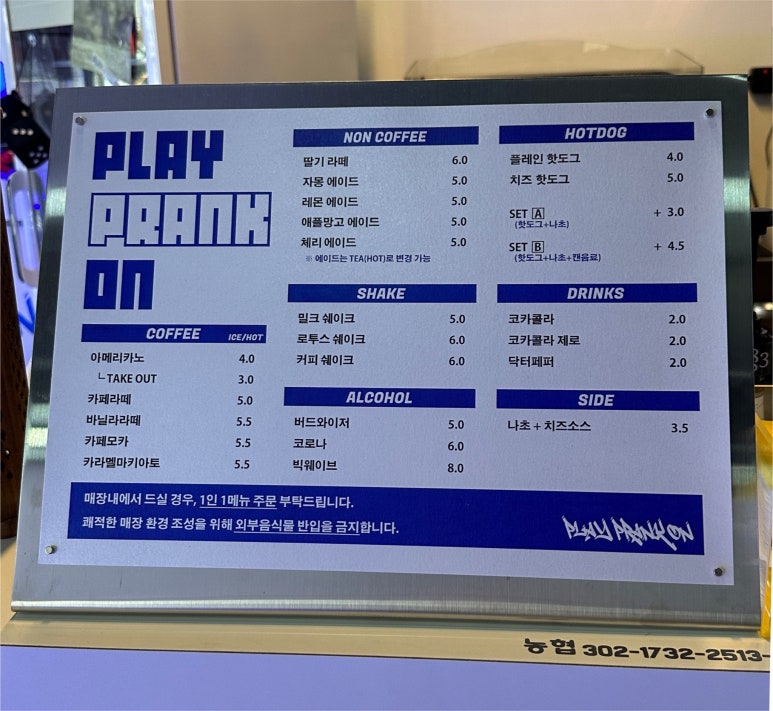 PLAY
PRANK
ON
COFFEE ICE/HOT
아메리카노 4.0
└ TAKE OUT 3.0
카페라떼 5.0
바닐라라떼 5.5
카페모카 5.5
카라멜마키아토 5.5
NON COFFEE
딸기 라떼 6.0
자몽 에이드 5.0
레몬 에이드 5.0
애플망고 에이드 5.0
체리 에이드 5.0
※ 에이드는 TEA(HOT)로 변경 가능
SHAKE
밀크 쉐이크 5.0
로투스 쉐이크 6.0
커피 쉐이크 6.0
ALCOHOL
버드와이저 5.0
코로나 6.0
빅웨이브 8.0
HOTDOG
플레인 핫도그 4.0
치즈 핫도그 5.0
SET A + 3.0
(핫도그+나초)
SET B + 4.5
(핫도그+나초+캔음료)
DRINKS
코카콜라 2.0
코카콜라 제로 2.0
닥터페퍼 2.0
SIDE
나초 + 치즈소스 3.5
매장내에서 드실 경우, 1인 1메뉴 주문 부탁드립니다.
쾌적한 매장 환경 조성을 위해 외부음식물 반입을 금지합니다.
PLAY PRANK ON
농협 302-1732-2513-